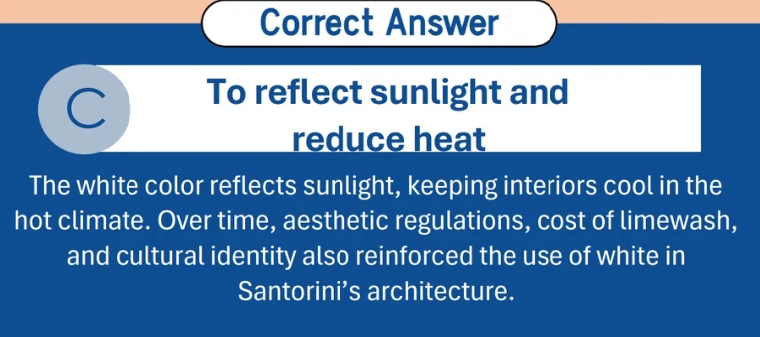 Correct Answer
C
To reflect sunlight and
reduce heat
The white color reflects sunlight, keeping interiors cool in the
hot climate. Over time, aesthetic regulations, cost of limewash,
and cultural identity also reinforced the use of white in
Santorini's architecture.